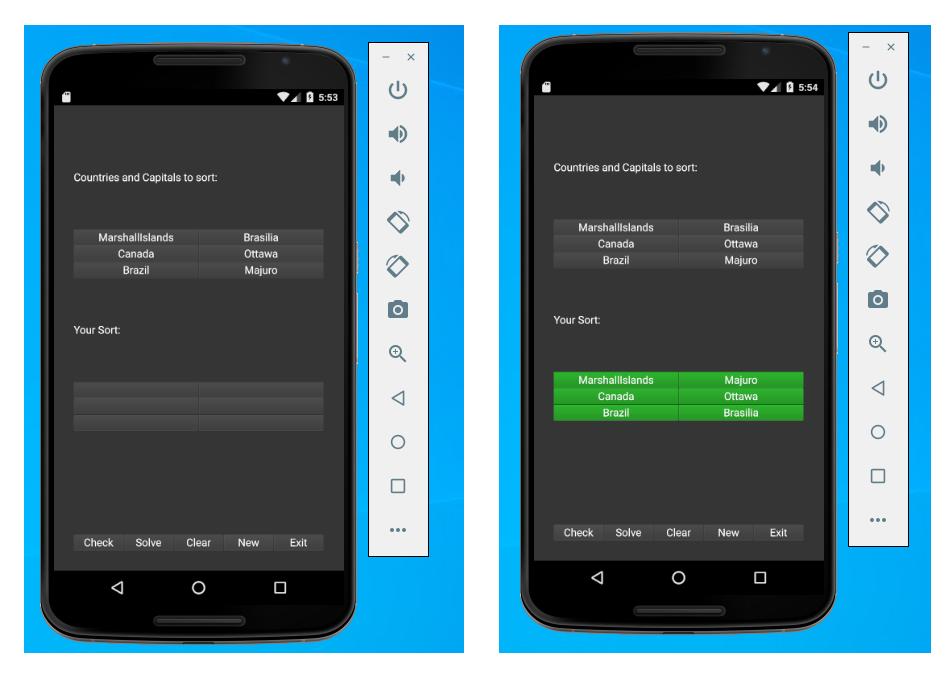 5:53
Countries and Capitals to sort:
MarshallIslands Brasilia
Canada Ottawa
Brazil Majuro
Your Sort:
Check Solve Clear New Exit
5:54
Countries and Capitals to sort:
MarshallIslands Brasilia
Canada Ottawa
Brazil Majuro
Your Sort:
MarshallIslands Majuro
Canada Ottawa
Brazil Brasilia
Check Solve Clear New Exit